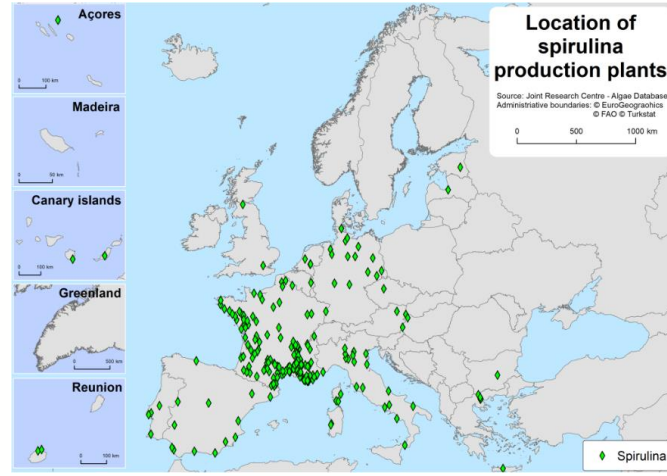 Açores
0 100 km
Madeira
0 50 km
Canary islands
0 100 km
Greenland
0 500 km
Reunion
0 100 km
Location of
spirulina
production plants
Source: Joint Research Centre - Algae Database
Administriative boundaries: © EuroGeograohics
© FAO © Turkstat
0 500 1000 km
Spirulina